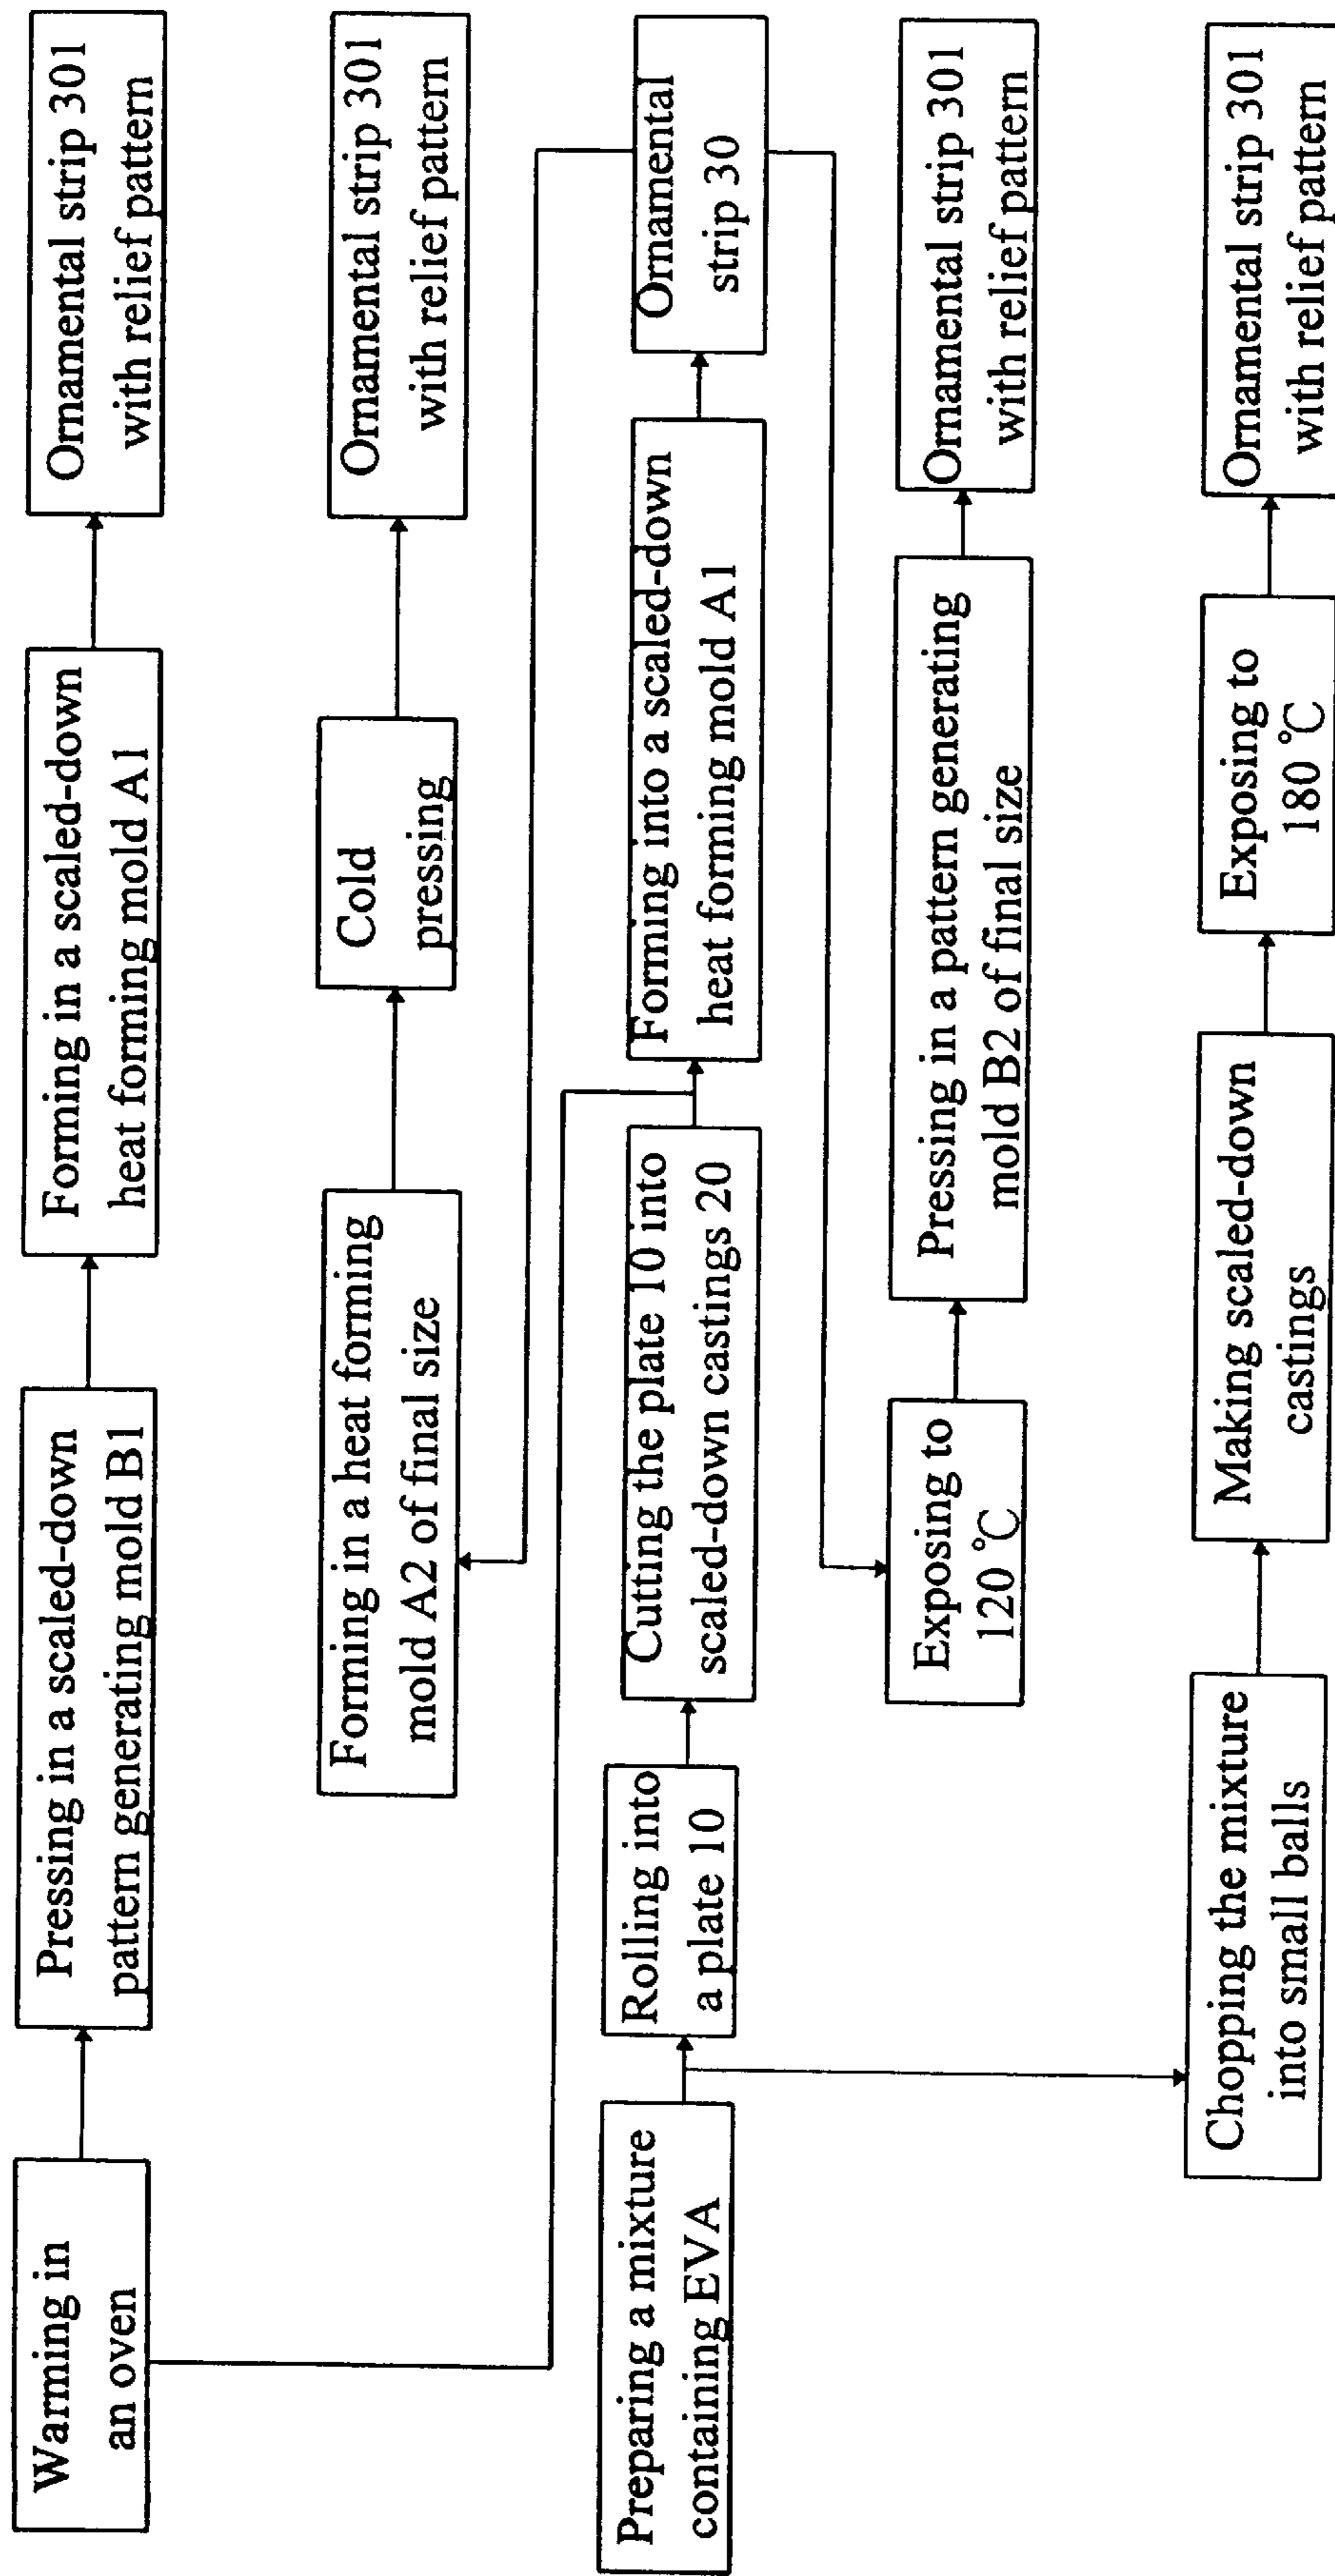 Warming in
an oven
Pressing in a scaled-down
pattern generating mold B1
Forming in a scaled-down
heat forming mold A1
Ornamental strip 301
with relief pattern
Forming in a heat forming
mold A2 of final size
Cold
pressing
Ornamental strip 301
with relief pattern
Preparing a mixture
containing EVA
Rolling into
a plate 10
Cutting the plate 10 into
scaled-down castings 20
Forming into a scaled-down
heat forming mold A1
Ornamental
strip 30
Exposing to
120 ℃
Pressing in a pattern generating
mold B2 of final size
Ornamental strip 301
with relief pattern
Chopping the mixture
into small balls
Making scaled-down
castings
Exposing to
180 ℃
Ornamental strip 301
with relief pattern